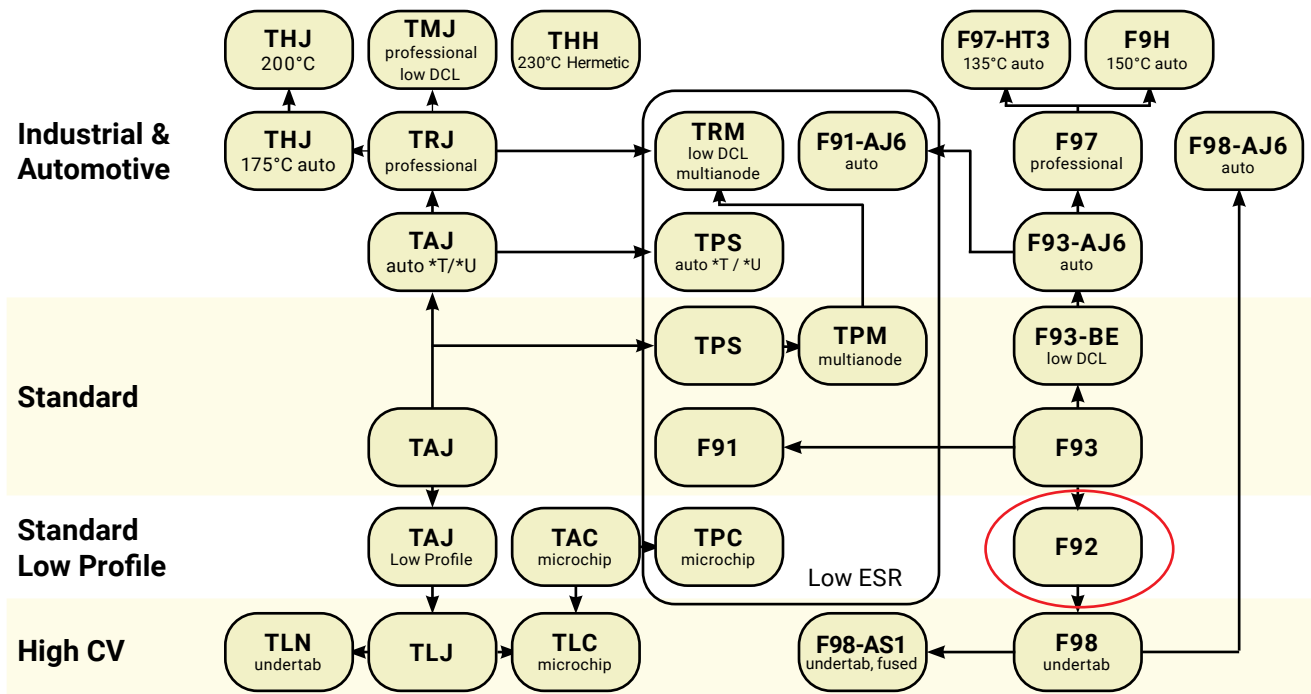 THJ
200°C
TMJ
professional
low DCL
THH
230°C Hermetic
F97-HT3
135°C auto
F9H
150°C auto
Industrial &
Automotive
THJ
175°C auto
TRJ
professional
TRM
low DCL
multianode
F91-AJ6
auto
F97
professional
F98-AJ6
auto
TAJ
auto *T/*U
TPS
auto *T / *U
F93-AJ6
auto
TPS
TPM
multianode
F93-BE
low DCL
Standard
TAJ
F91
F93
Standard
Low Profile
TAJ
Low Profile
TAC
microchip
TPC
microchip
Low ESR
F92
High CV
TLN
undertab
TLJ
TLC
microchip
F98-AS1
undertab, fused
F98
undertab